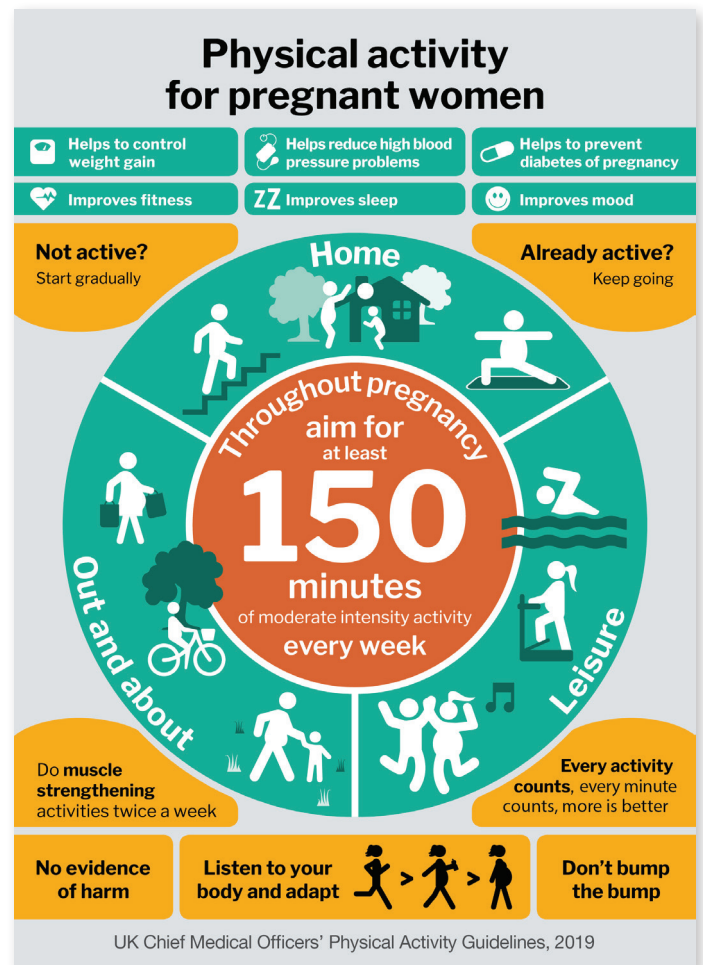 Physical activity
for pregnant women
Helps to control
weight gain
Helps reduce high blood
pressure problems
Helps to prevent
diabetes of pregnancy
Improves fitness
ZZ Improves sleep
Improves mood
Not active?
Start gradually
Already active?
Keep going
Home
Throughout pregnancy
aim for
at least
150
minutes
of moderate intensity activity
every week
Out and about
Leisure
Do muscle
strengthening
activities twice a week
Every activity
counts, every minute
counts, more is better
No evidence
of harm
Listen to your
body and adapt
> >
Don't bump
the bump
UK Chief Medical Officers' Physical Activity Guidelines, 2019